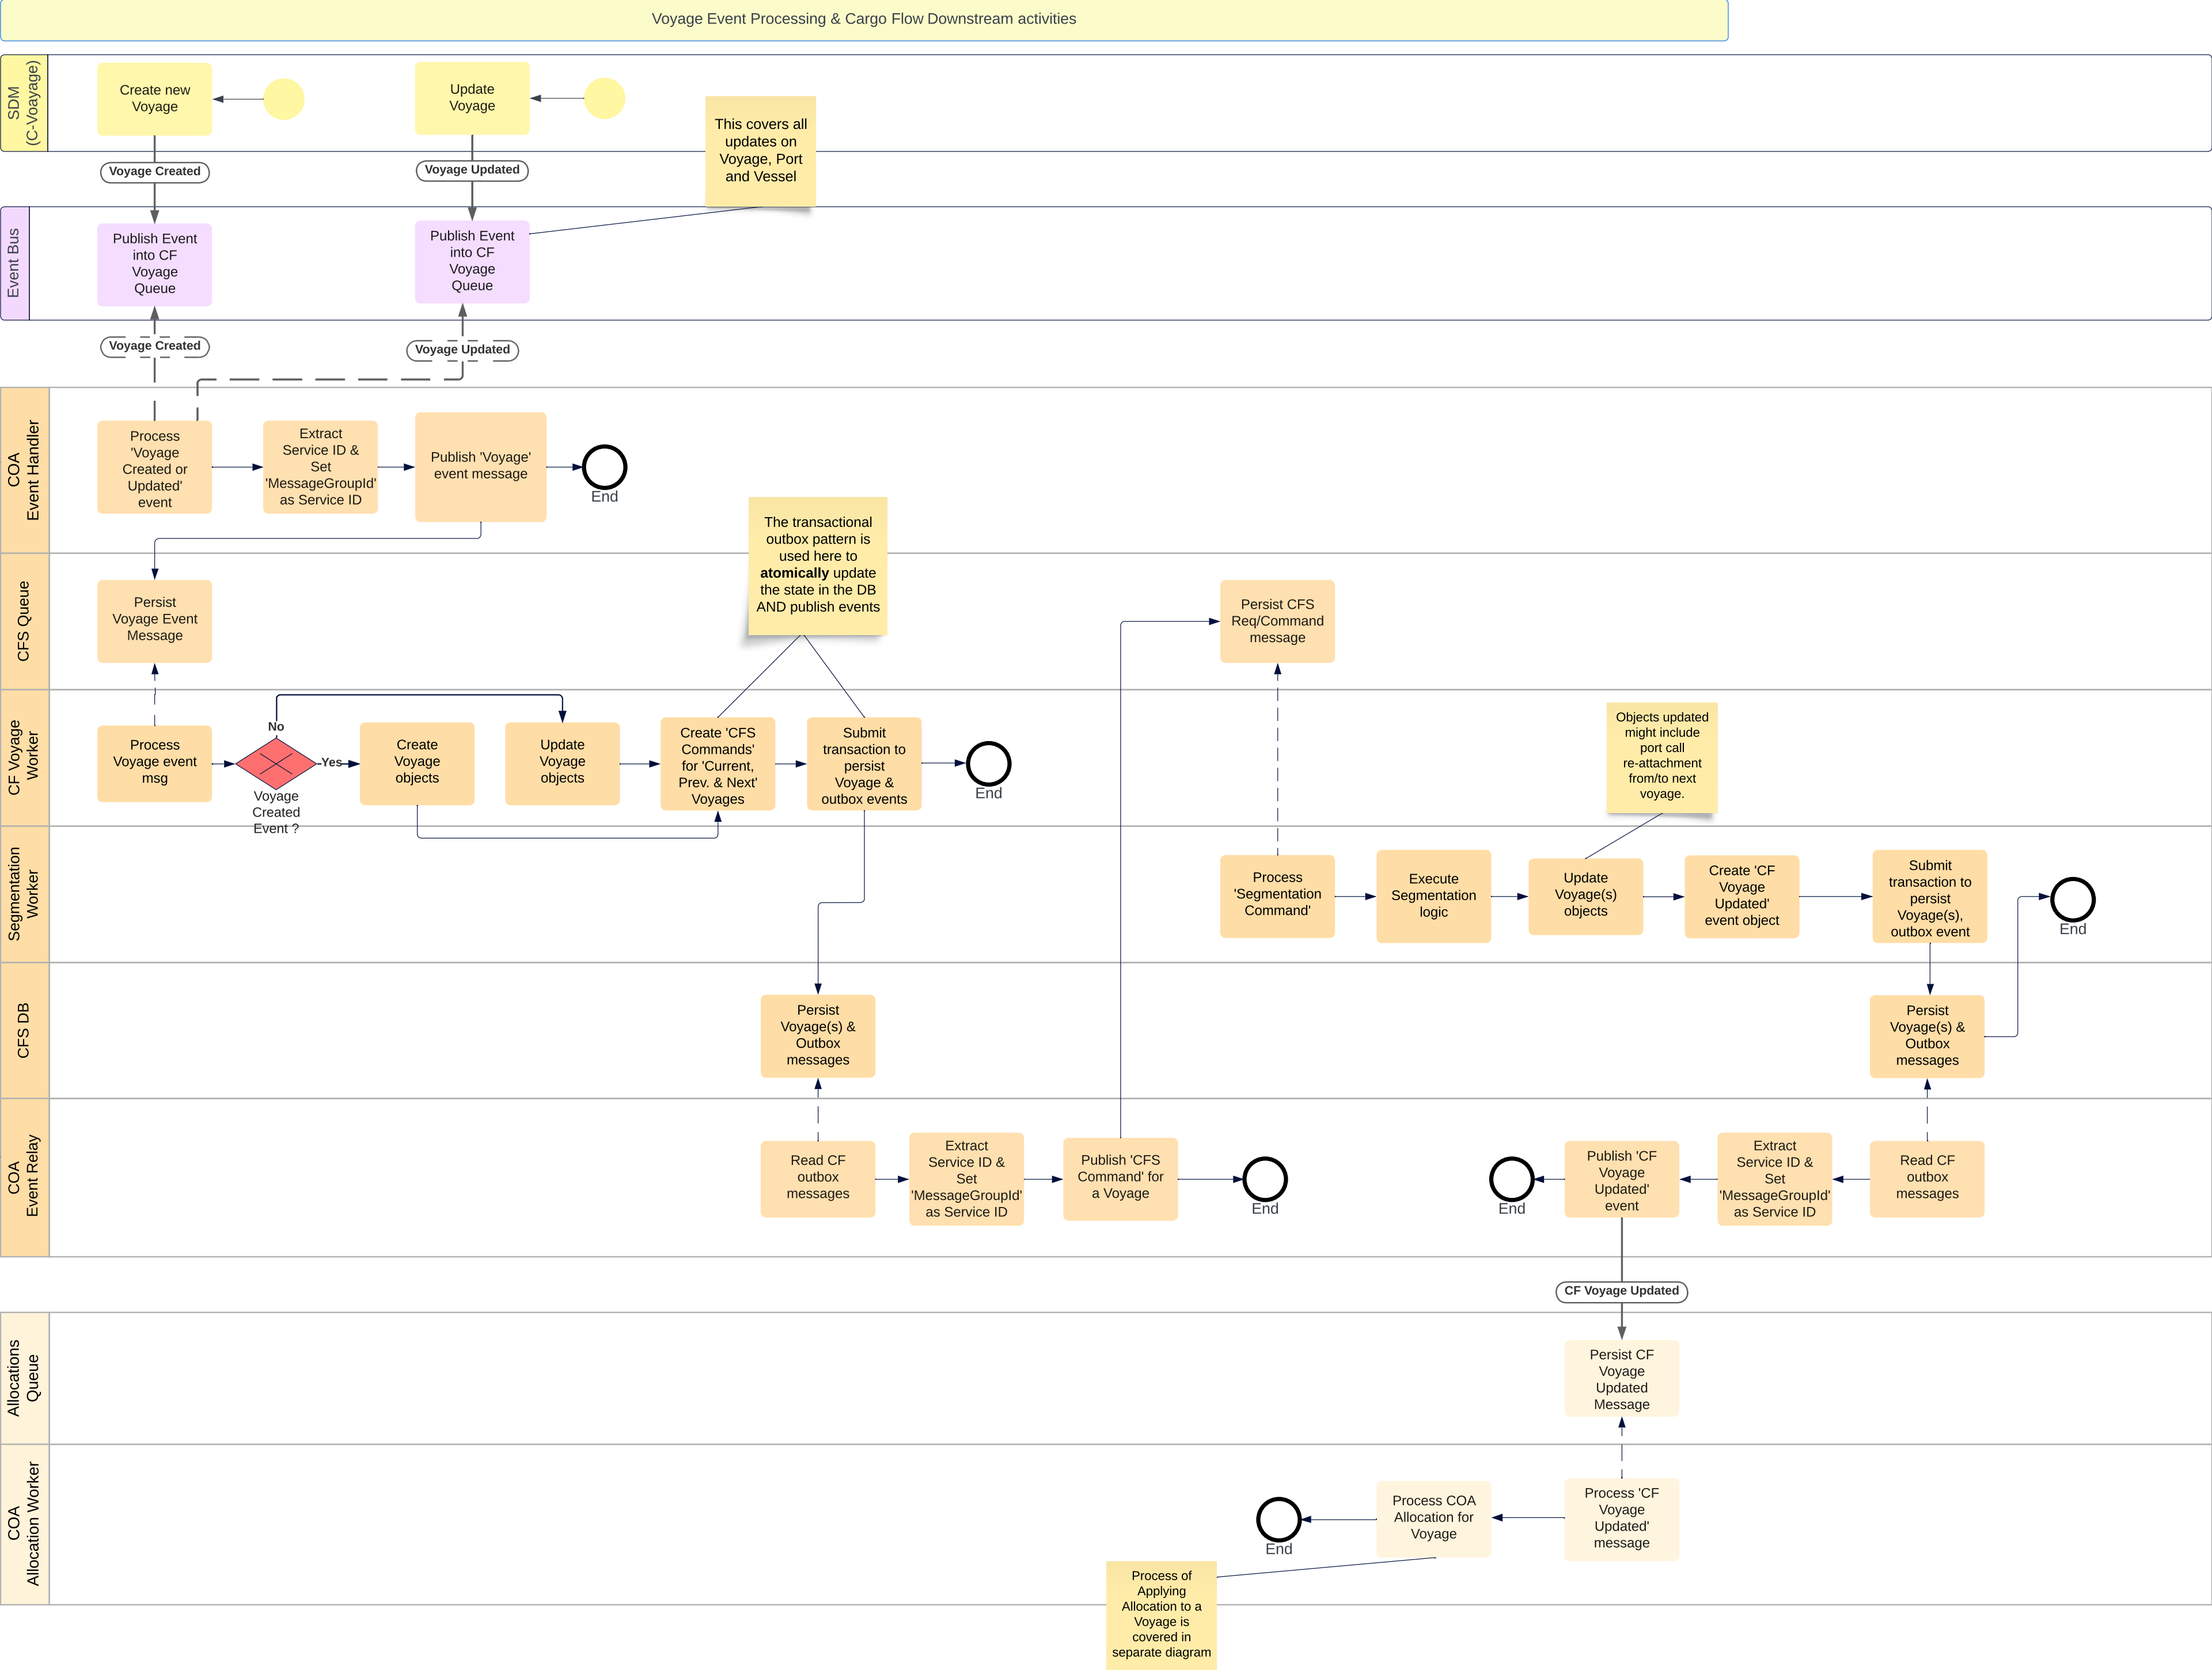 Voyage Event Processing & Cargo Flow Downstream activities
SDM
(C-Voayage)
Create new
Voyage
Update
Voyage
This covers all
updates on
Voyage, Port
and Vessel
Voyage Created
Voyage Updated
Event Bus
Publish Event
into CF
Voyage
Queue
Publish Event
into CF
Voyage
Queue
Voyage Created
Voyage Updated
COA
Event Handler
Process
'Voyage
Created or
Updated'
event
Extract
Service ID &
Set
'MessageGroupId'
as Service ID
Publish 'Voyage'
event message
End
The transactional
outbox pattern is
used here to
atomically update
the state in the DB
AND publish events
CFS Queue
Persist
Voyage Event
Message
Persist CFS
Req/Command
message
CF Voyage
Worker
Process
Voyage event
msg
No
Yes
Voyage
Created
Event ?
Create
Voyage
objects
Update
Voyage
objects
Create 'CFS
Commands'
for 'Current,
Prev. & Next'
Voyages
Submit
transaction to
persist
Voyage &
outbox events
End
Objects updated
might include
port call
re-attachment
from/to next
voyage.
Segmentation
Worker
Process
'Segmentation
Command'
Execute
Segmentation
logic
Update
Voyage(s)
objects
Create 'CF
Voyage
Updated'
event object
Submit
transaction to
persist
Voyage(s),
outbox event
End
CFS DB
Persist
Voyage(s) &
Outbox
messages
Persist
Voyage(s) &
Outbox
messages
COA
Event Relay
Read CF
outbox
messages
Extract
Service ID &
Set
'MessageGroupId'
as Service ID
Publish 'CFS
Command' for
a Voyage
End
End
Publish 'CF
Voyage
Updated'
event
Extract
Service ID &
Set
'MessageGroupId'
as Service ID
Read CF
outbox
messages
CF Voyage Updated
Allocations
Queue
Persist CF
Voyage
Updated
Message
COA
Allocation Worker
End
Process COA
Allocation for
Voyage
Process 'CF
Voyage
Updated'
message
Process of
Applying
Allocation to a
Voyage is
covered in
separate diagram